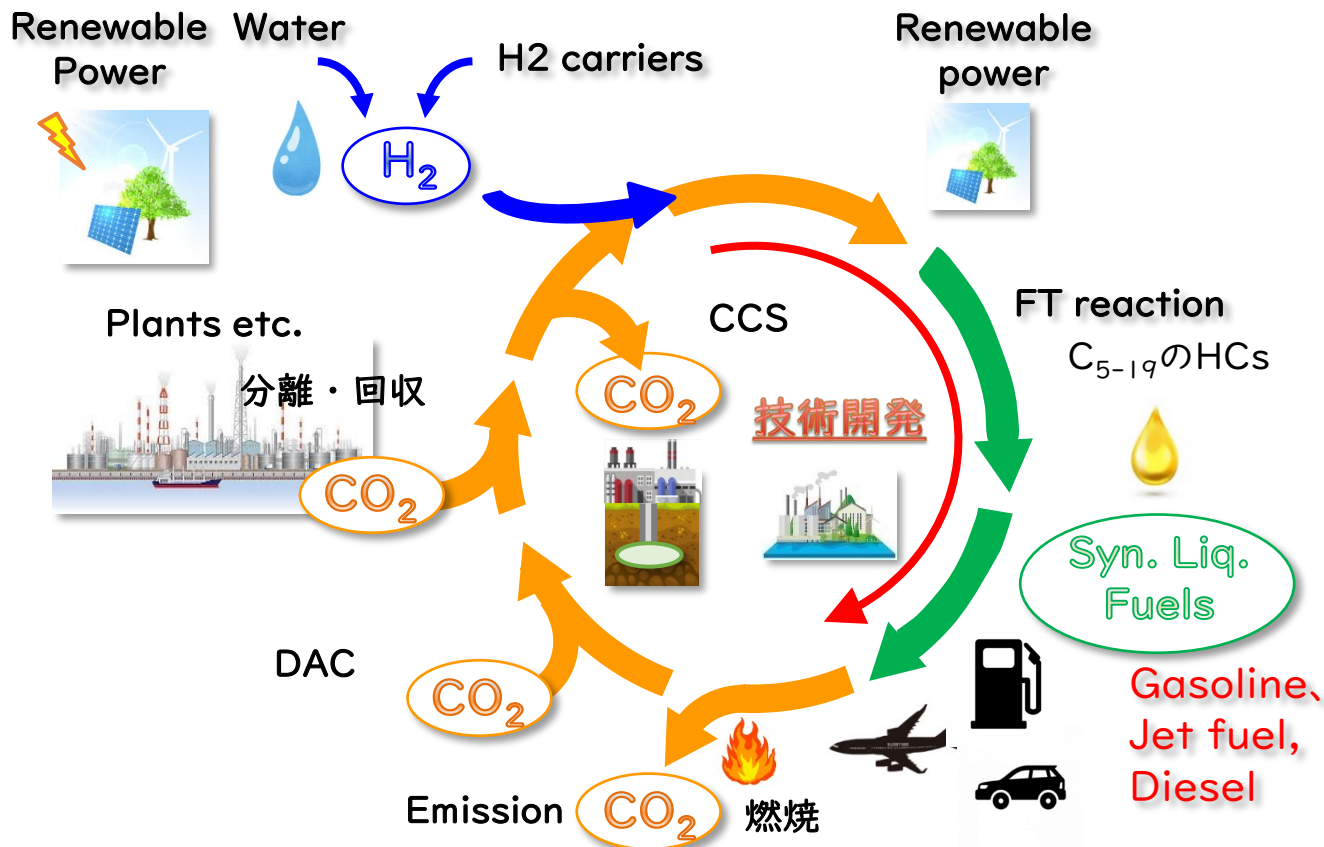 Renewable
Power
Water
H2 carriers
Renewable
power
H₂
Plants etc.
分離・回収
CCS
FT reaction
C₅₋₁₉のHCs
CO₂
技術開発
CO₂
Syn. Liq.
Fuels
DAC
CO₂
Gasoline、
Jet fuel,
Diesel
Emission
CO₂
燃焼